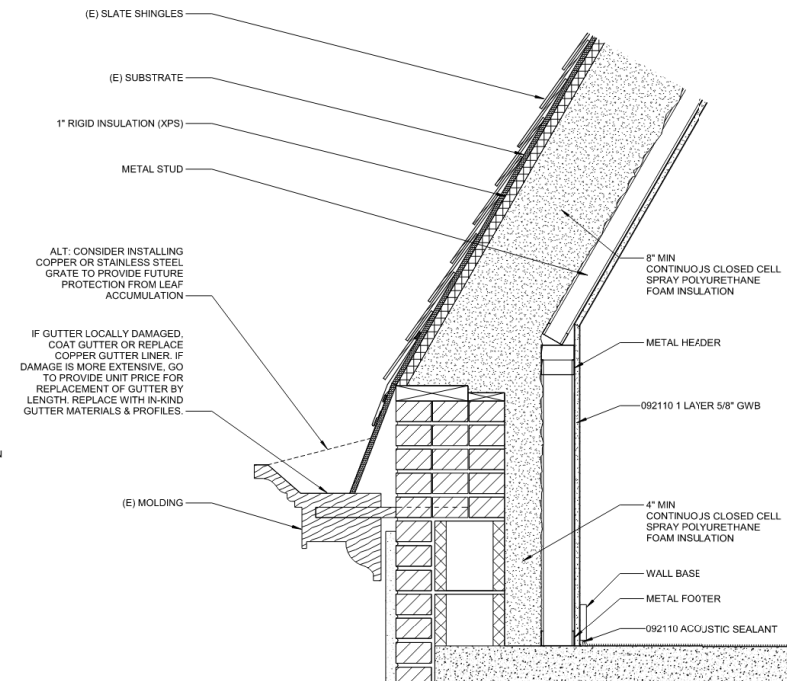 (E) SLATE SHINGLES
(E) SUBSTRATE
1" RIGID INSULATION (XPS)
METAL STUD
ALT: CONSIDER INSTALLING
COPPER OR STAINLESS STEEL
GRATE TO PROVIDE FUTURE
PROTECTION FROM LEAF
ACCUMULATION
IF GUTTER LOCALLY DAMAGED,
COAT GUTTER OR REPLACE
COPPER GUTTER LINER. IF
DAMAGE IS MORE EXTENSIVE, GO
TO PROVIDE UNIT PRICE FOR
REPLACEMENT OF GUTTER BY
LENGTH. REPLACE WITH IN-KIND
GUTTER MATERIALS & PROFILES.
N
(E) MOLDING
8" MIN
CONTINUOUS CLOSED CELL
SPRAY POLYURETHANE
FOAM INSULATION
METAL HEADER
092110 1 LAYER 5/8" GWB
4" MIN
CONTINUOUS CLOSED CELL
SPRAY POLYURETHANE
FOAM INSULATION
WALL BASE
METAL FOOTER
092110 ACOUSTIC SEALANT